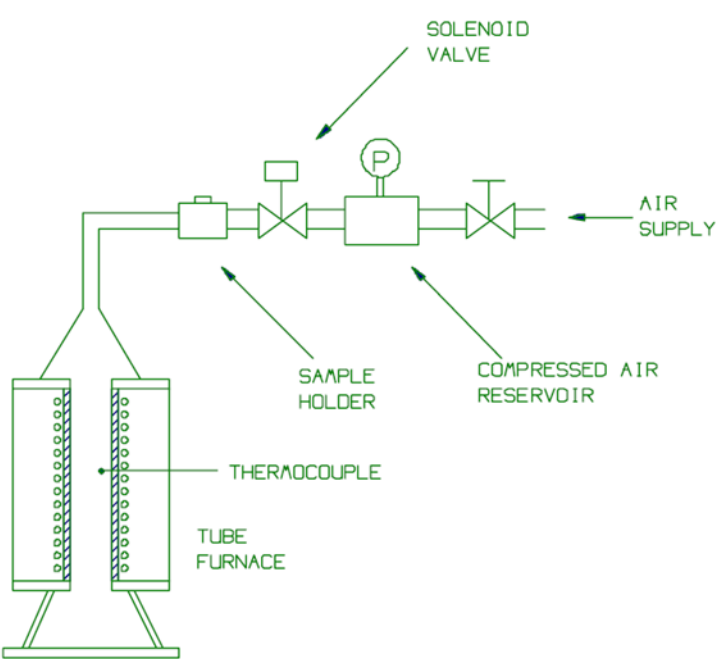 SOLENOID
VALVE
P
AIR
SUPPLY
SAMPLE
HOLDER
COMPRESSED AIR
RESERVOIR
THERMOCOUPLE
TUBE
FURNACE